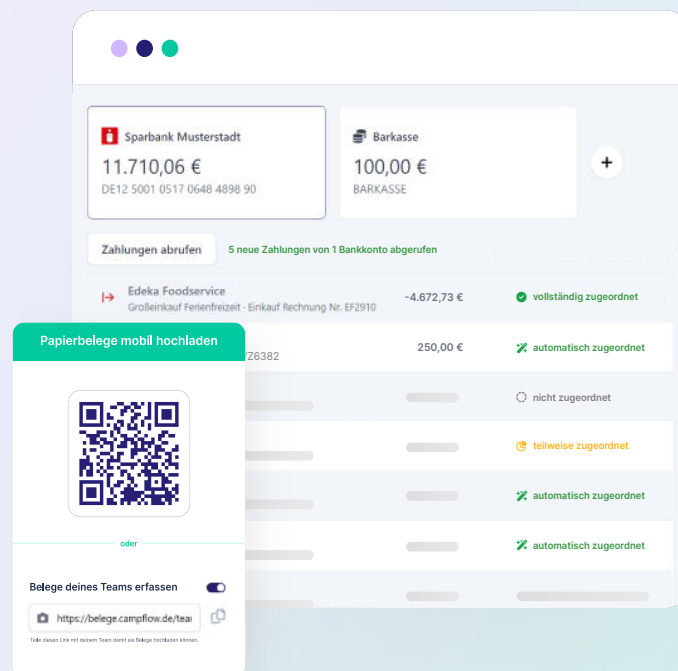 Sparbank Musterstadt
11.710,06 €
DE12 5001 0517 0648 4898 90
Barkasse
100,00 €
BARKASSE
+
Zahlungen abrufen
5 neue Zahlungen von 1 Bankkonto abgerufen
Edeka Foodservice
Großeinkauf Ferienfreizeit - Einkauf Rechnung Nr. EF2910
-4.672,73 €
vollständig zugeordnet
/Z6382
250,00 €
automatisch zugeordnet
nicht zugeordnet
teilweise zugeordnet
automatisch zugeordnet
automatisch zugeordnet
Papierbelege mobil hochladen
oder
Belege deines Teams erfassen
https://belege.campflow.de/tea
Teile diesen Link mit deinem Team damit sie Belege hochladen können.